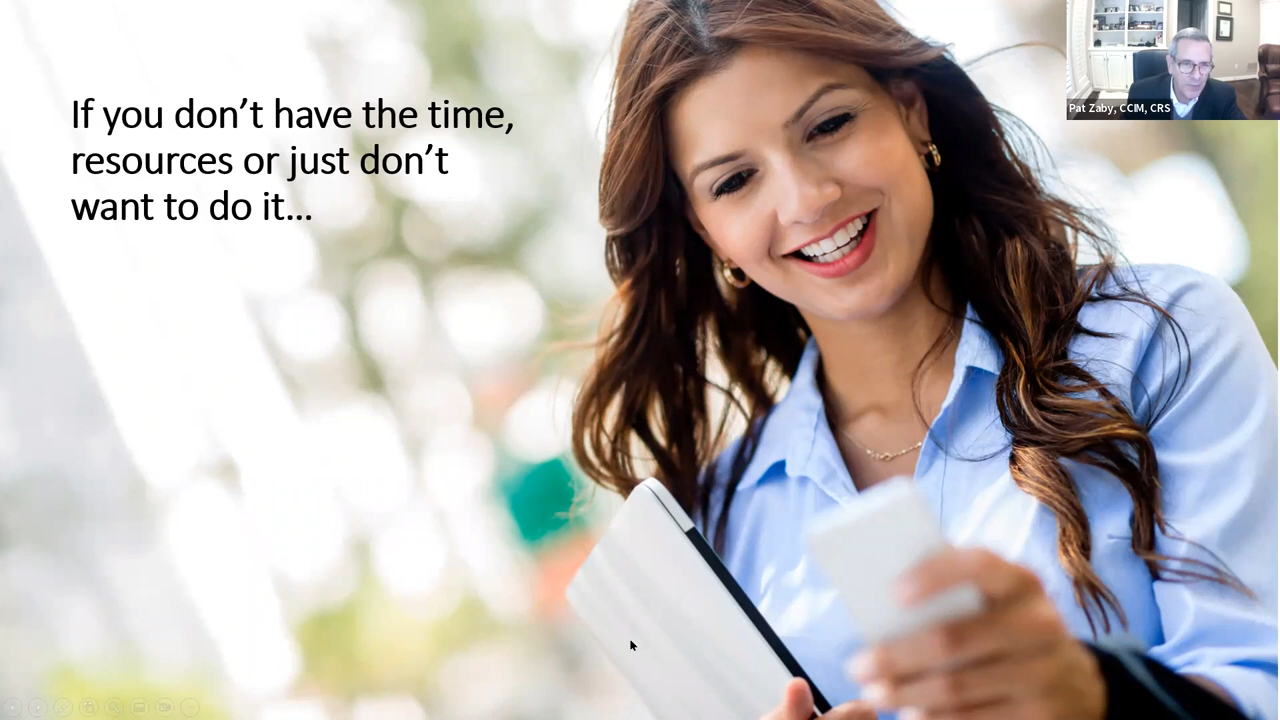 If you don’t have the time,
resources or just don’t
want to do it…
Pat Zaby, CCIM, CRS